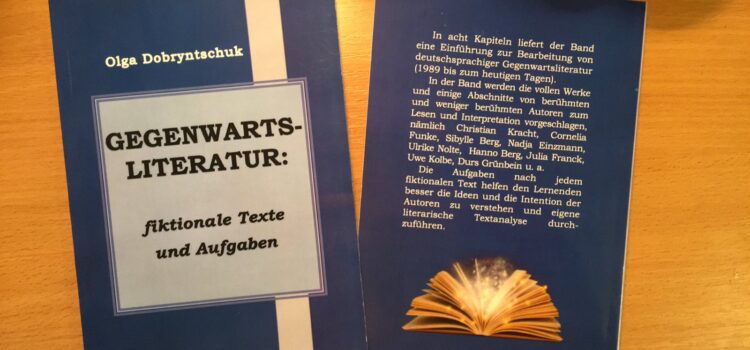 Olga Dobryntschuk
GEGENWARTS-
LITERATUR:
fiktionale Texte
und Aufgaben
In acht Kapiteln liefert der Band
eine Einführung zur Bearbeitung von
deutschsprachiger Gegenwartsliteratur
(1989 bis zum heutigen Tagen).
In der Band werden die vollen Werke
und einige Abschnitte von berühmten
und weniger berühmten Autoren zum
Lesen und Interpretation vorgeschlagen,
nämlich Christian Kracht, Cornelia
Funke, Sibylle Berg, Nadja Einzmann,
Ulrike Nolte, Hanno Berg, Julia Franck,
Uwe Kolbe, Durs Grünbein u. a.
Die Aufgaben nach jedem
fiktionalen Text helfen den Lernenden
besser die Ideen und die Intention der
Autoren zu verstehen und eigene
literarische Textanalyse durch-
zuführen.